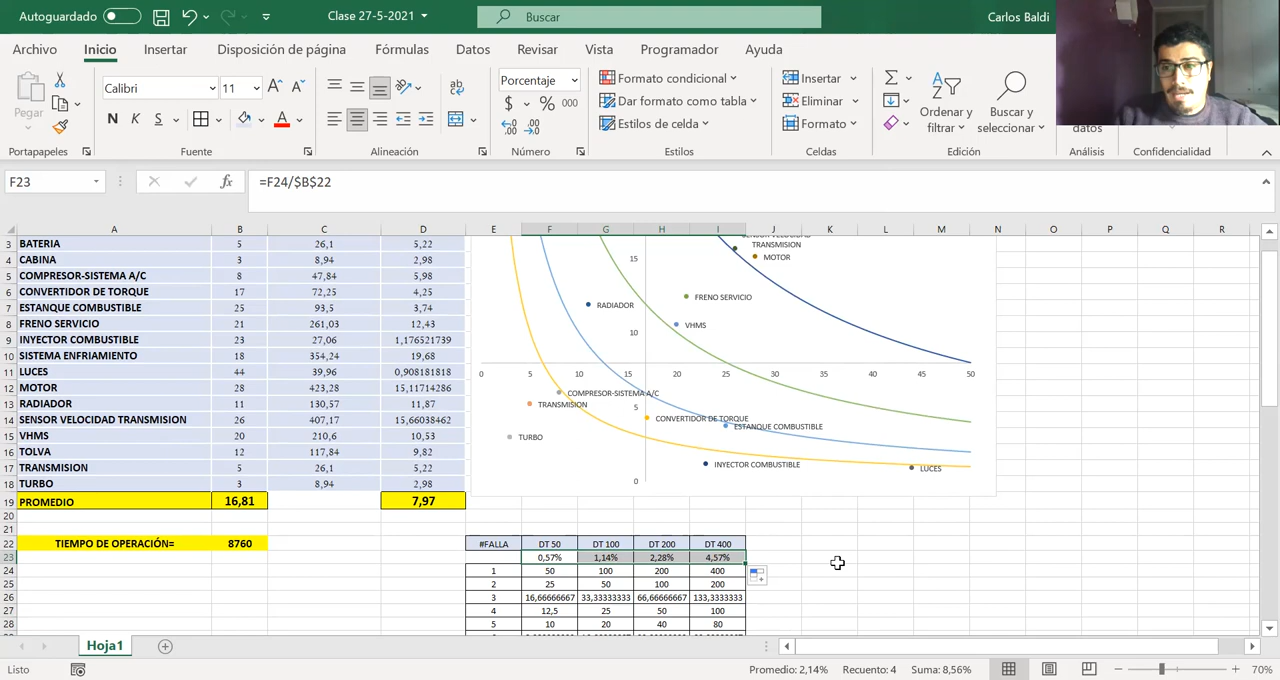 Autoguardado
Clase 27-5-2021
Buscar
Carlos Baldi
Archivo Inicio Insertar Disposición de página Fórmulas Datos Revisar Vista Programador Ayuda
Pegar
Calibri 11
N K S
Porcentaje
$ % 000
Formato condicional
Dar formato como tabla
Estilos de celda
Insertar
Eliminar
Formato
Ordenar y filtrar
Buscar y seleccionar
datos
Portapapeles Fuente Alineación Número Estilos Celdas Edición Análisis Confidencialidad
F23 fx =F24/$B$22
A B C D E F G H I J K L M N O P Q R
3 BATERIA 5 26,1 5,22
4 CABINA 3 8,94 2,98
5 COMPRESOR-SISTEMA A/C 8 47,84 5,98
6 CONVERTIDOR DE TORQUE 17 72,25 4,25
7 ESTANQUE COMBUSTIBLE 25 93,5 3,74
8 FRENO SERVICIO 21 261,03 12,43
9 INYECTOR COMBUSTIBLE 23 27,06 1,176521739
10 SISTEMA ENFRIAMIENTO 18 354,24 19,68
11 LUCES 44 39,96 0,908181818
12 MOTOR 28 423,28 15,11714286
13 RADIADOR 11 130,57 11,87
14 SENSOR VELOCIDAD TRANSMISION 26 407,17 15,66038462
15 VHMS 20 210,6 10,53
16 TOLVA 12 117,84 9,82
17 TRANSMISION 5 26,1 5,22
18 TURBO 3 8,94 2,98
19 PROMEDIO 16,81 7,97
20
21
22 TIEMPO DE OPERACIÓN= 8760 #FALLA DT 50 DT 100 DT 200 DT 400
23 0,57% 1,14% 2,28% 4,57%
24 1 50 100 200 400
25 2 25 50 100 200
26 3 16,66666667 33,33333333 66,66666667 133,3333333
27 4 12,5 25 50 100
28 5 10 20 40 80
15
TRANSMISION
MOTOR
FRENO SERVICIO
RADIADOR
10
VHMS
0 5 10 15 20 25 30 35 40 45 50
COMPRESOR-SISTEMA A/C
TRANSMISION
5
CONVERTIDOR DE TORQUE
ESTANQUE COMBUSTIBLE
TURBO
INYECTOR COMBUSTIBLE
LUCES
0
Hoja1
Listo
Promedio: 2,14% Recuento: 4 Suma: 8,56%
70%